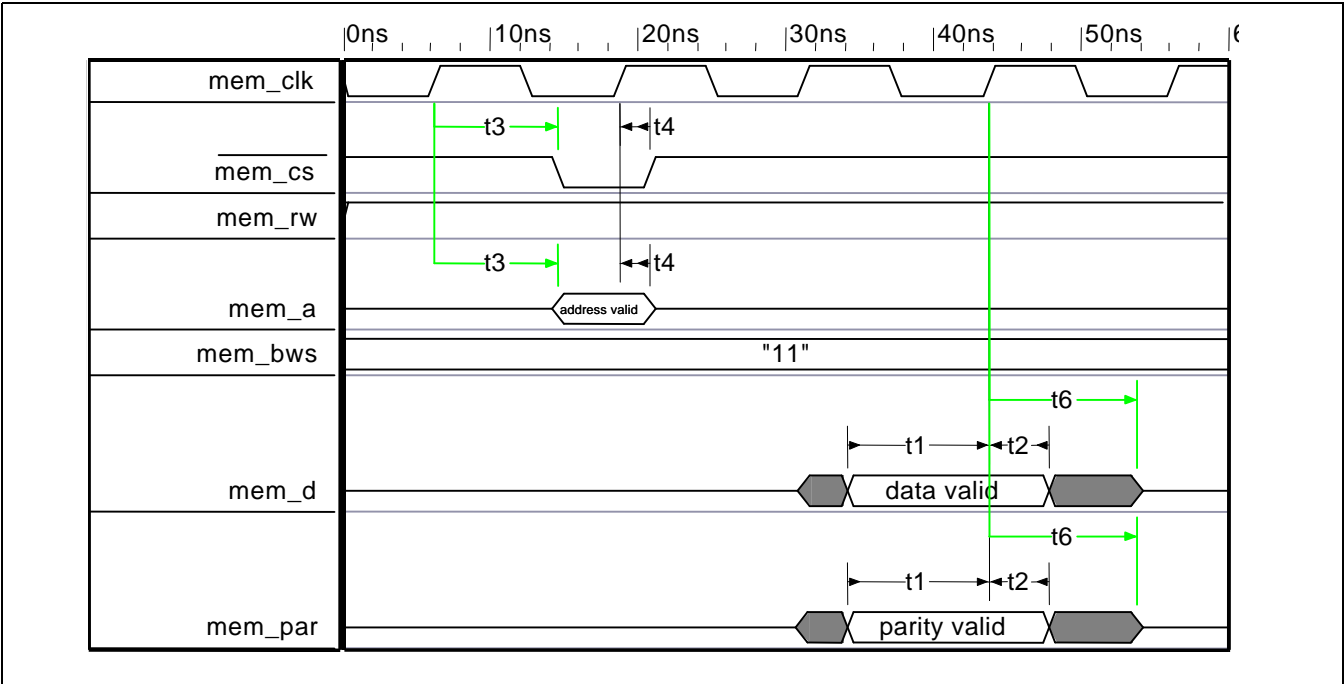 0ns 10ns 20ns 30ns 40ns 50ns 6
mem_clk
t3 t4
mem_cs
mem_rw
t3 t4
mem_a address valid
mem_bws "11"
t6
t1 t2
mem_d data valid
t6
t1 t2
mem_par parity valid